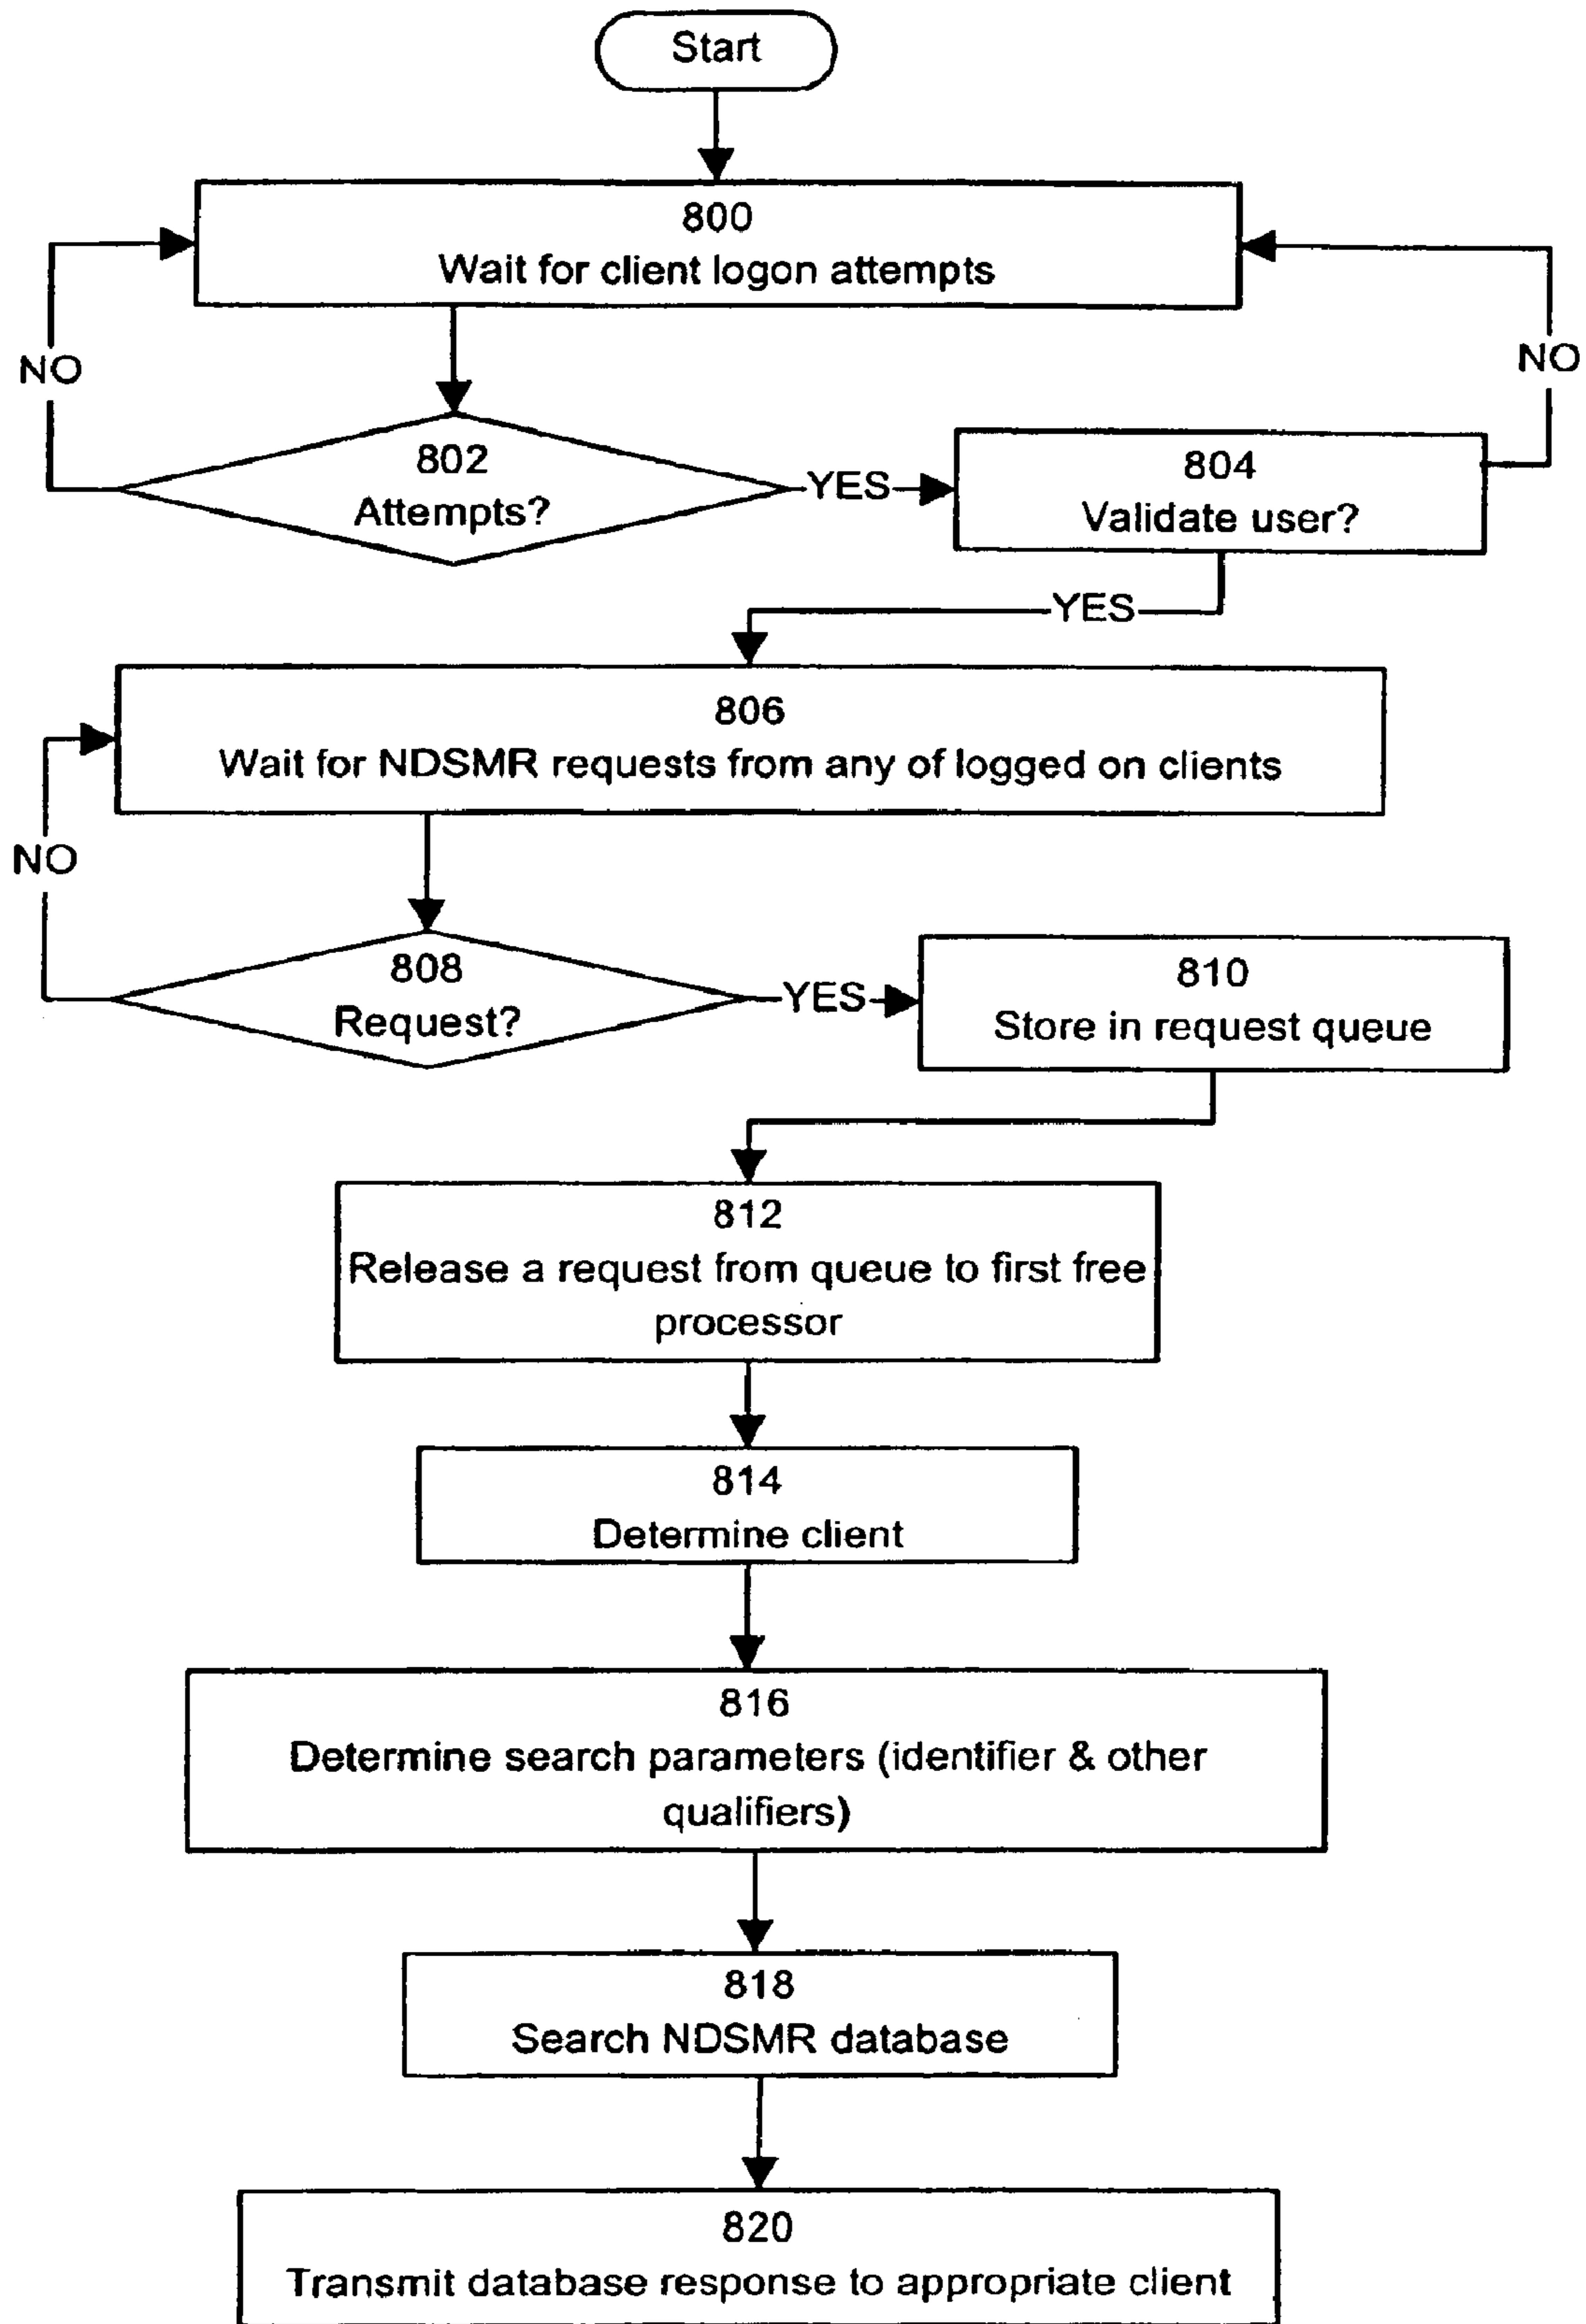 Start
800
Wait for client logon attempts
NO
NO
802
Attempts?
YES
804
Validate user?
YES
806
Wait for NDSMR requests from any of logged on clients
NO
808
Request?
YES
810
Store in request queue
812
Release a request from queue to first free
processor
814
Determine client
816
Determine search parameters (identifier & other
qualifiers)
818
Search NDSMR database
820
Transmit database response to appropriate client